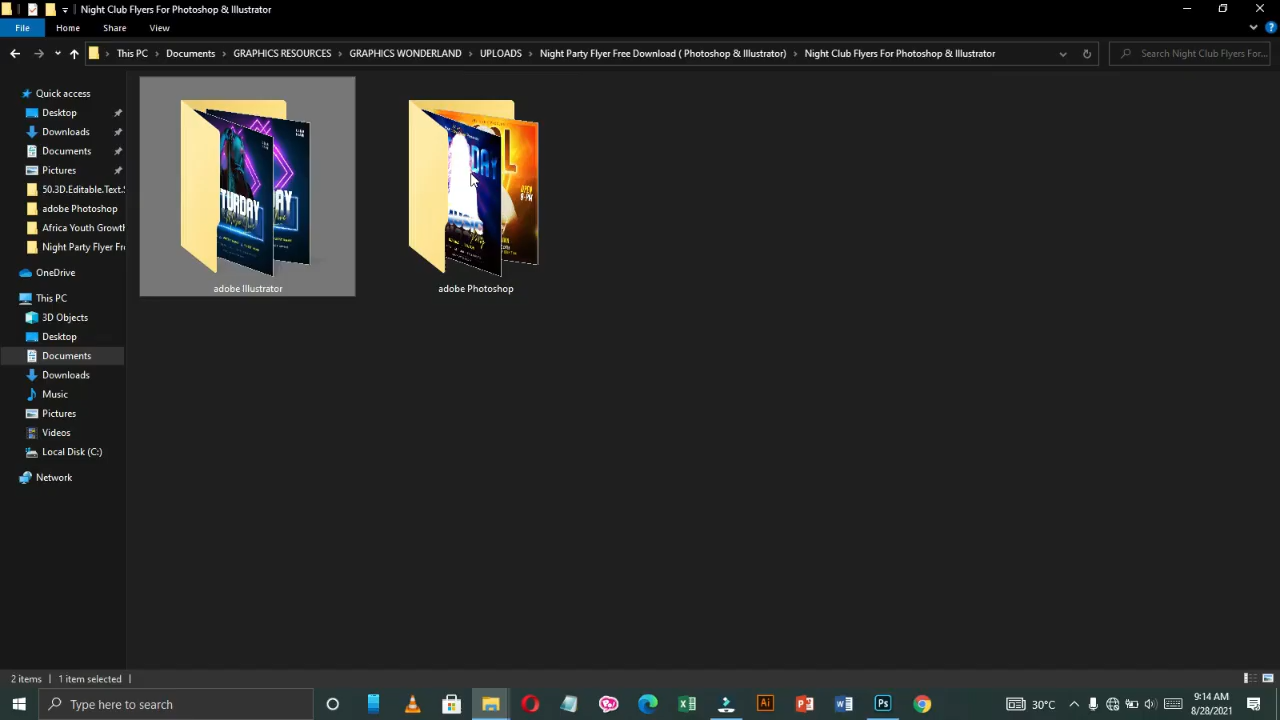 Night Club Flyers For Photoshop & Illustrator
File Home Share View
This PC Documents GRAPHICS RESOURCES GRAPHICS WONDERLAND UPLOADS Night Party Flyer Free Download ( Photoshop & Illustrator) Night Club Flyers For Photoshop & Illustrator
Search Night Club Flyers For...
Quick access
Desktop
Downloads
Documents
Pictures
50.3D.Editable.Text.S
adobe Photoshop
Africa Youth Growth
Night Party Flyer Fre
OneDrive
This PC
3D Objects
Desktop
Documents
Downloads
Music
Pictures
Videos
Local Disk (C:)
Network
adobe Illustrator
adobe Photoshop
2 items 1 item selected
Type here to search
30°C
9:14 AM
8/28/2021